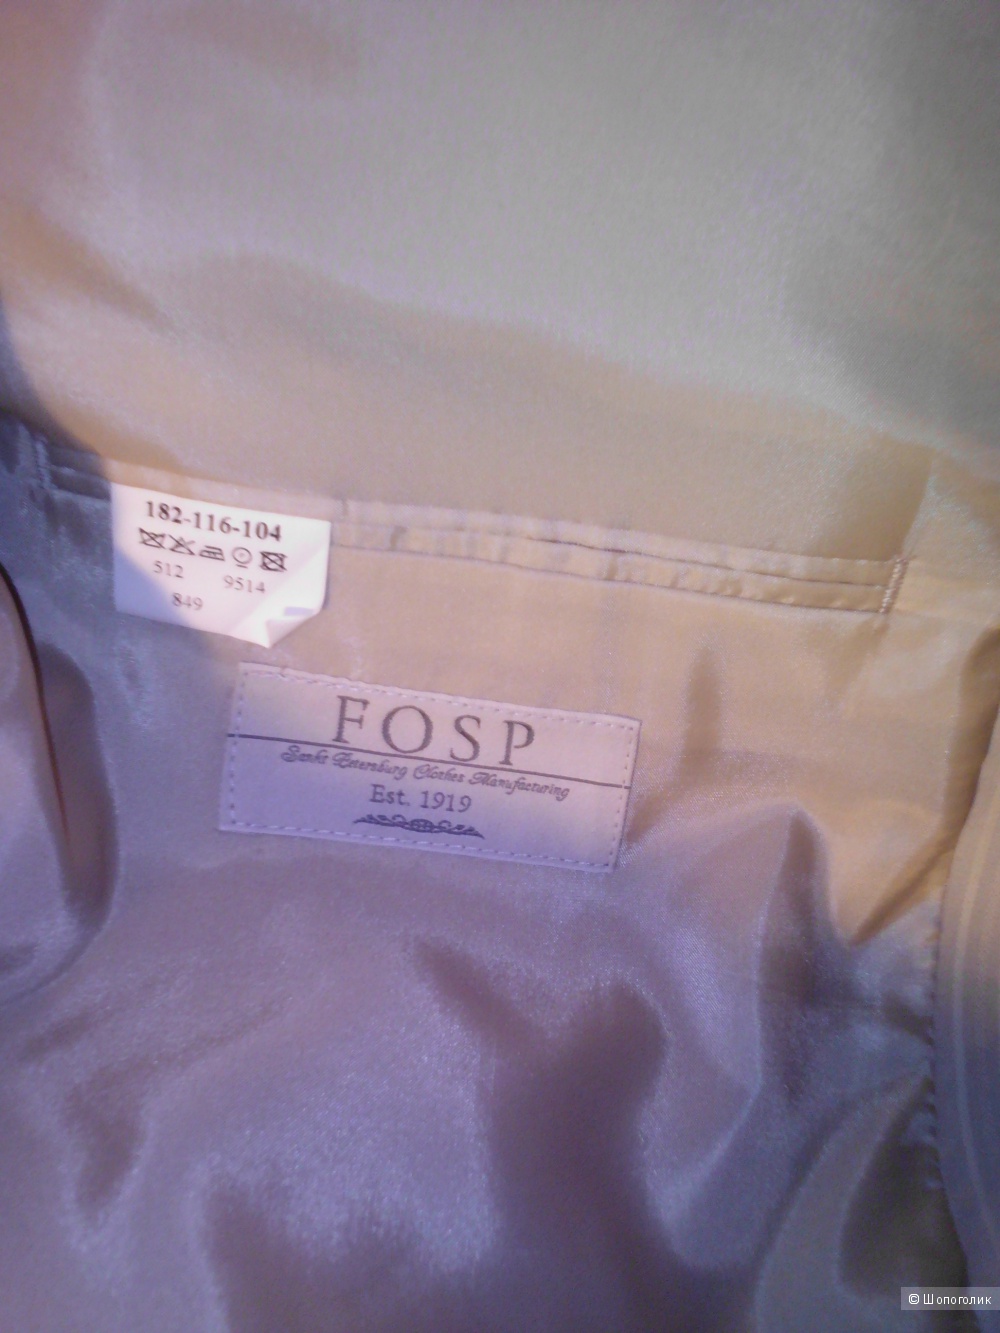 182-116-104
512 9514
849
FOSP
Sankt Petersburg Clothes Manufacturing
Est. 1919
© Шопоголик